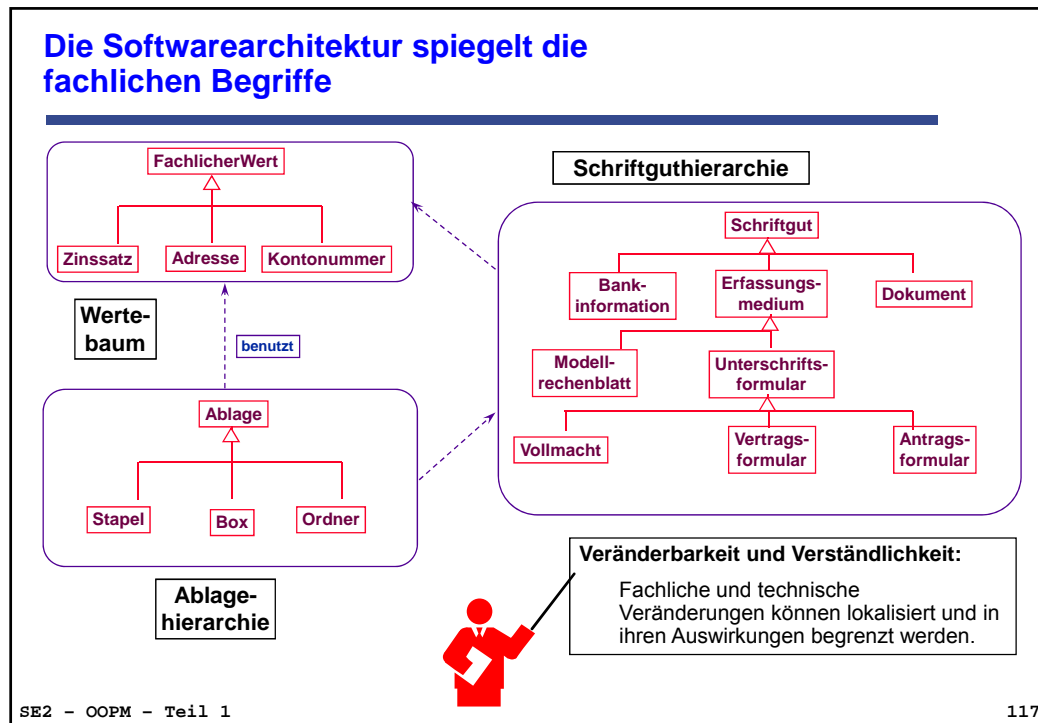 Die Softwarearchitektur spiegelt die
fachlichen Begriffe
FachlicherWert
Zinssatz
Adresse
Kontonummer
Werte-
baum
benutzt
Ablage
Stapel
Box
Ordner
Ablage-
hierarchie
Schriftguthierarchie
Schriftgut
Bank-
information
Erfassungs-
medium
Dokument
Modell-
rechenblatt
Unterschrifts-
formular
Vollmacht
Vertrags-
formular
Antrags-
formular
Veränderbarkeit und Verständlichkeit:
Fachliche und technische
Veränderungen können lokalisiert und in
ihren Auswirkungen begrenzt werden.
SE2 – OOPM – Teil 1
117